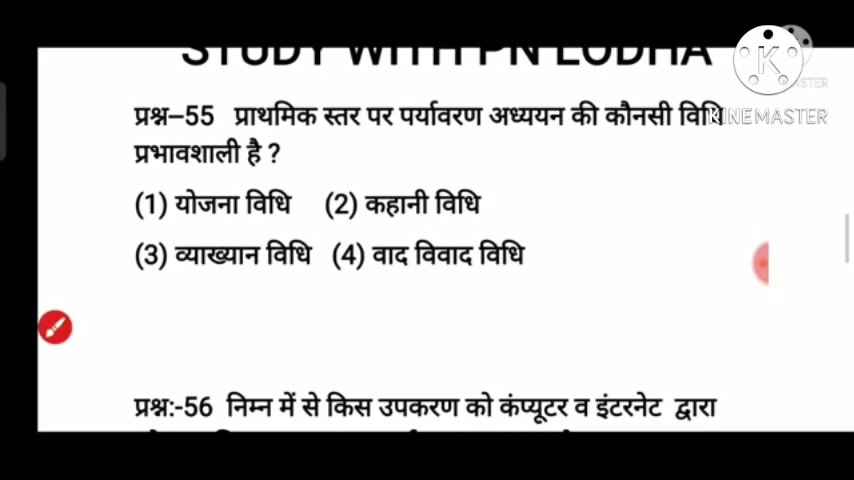 STUDY WITH PN LODHA
K
KINEMASTER
प्रश्न–55 प्राथमिक स्तर पर पर्यावरण अध्ययन की कौनसी विधि
प्रभावशाली है ?
(1) योजना विधि (2) कहानी विधि
(3) व्याख्यान विधि (4) वाद विवाद विधि
प्रश्न:-56 निम्न में से किस उपकरण को कंप्यूटर व इंटरनेट द्वारा